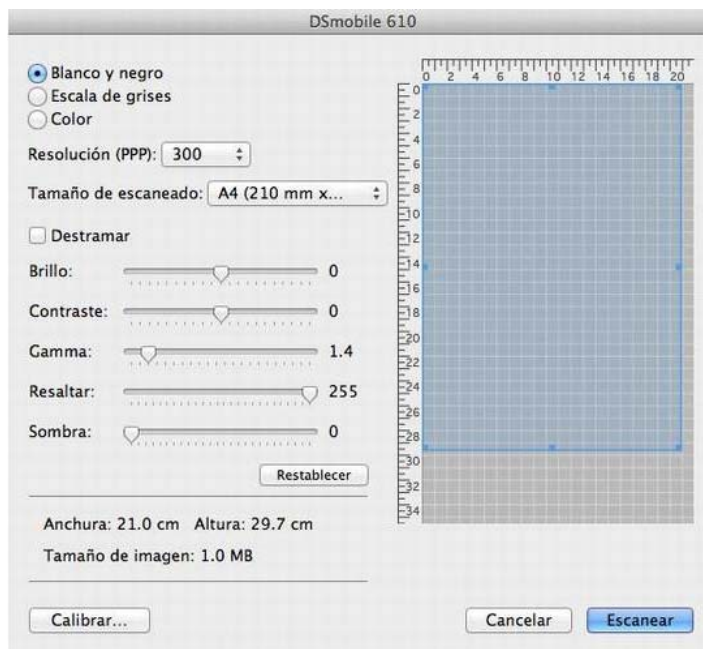 DSmobile 610
Blanco y negro
Escala de grises
Color
Resolución (PPP): 300
Tamaño de escaneado: A4 (210 mm x...
Destramar
Brillo: 0
Contraste: 0
Gamma: 1.4
Resaltar: 255
Sombra: 0
Restablecer
Anchura: 21.0 cm Altura: 29.7 cm
Tamaño de imagen: 1.0 MB
Calibrar...
0 2 4 6 8 10 12 14 16 18 20
0
2
4
6
8
10
12
14
16
18
20
22
24
26
28
30
32
34
Cancelar Escanear